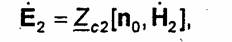 Ė₂ = Z̲c2[n₀, Ḣ₂],